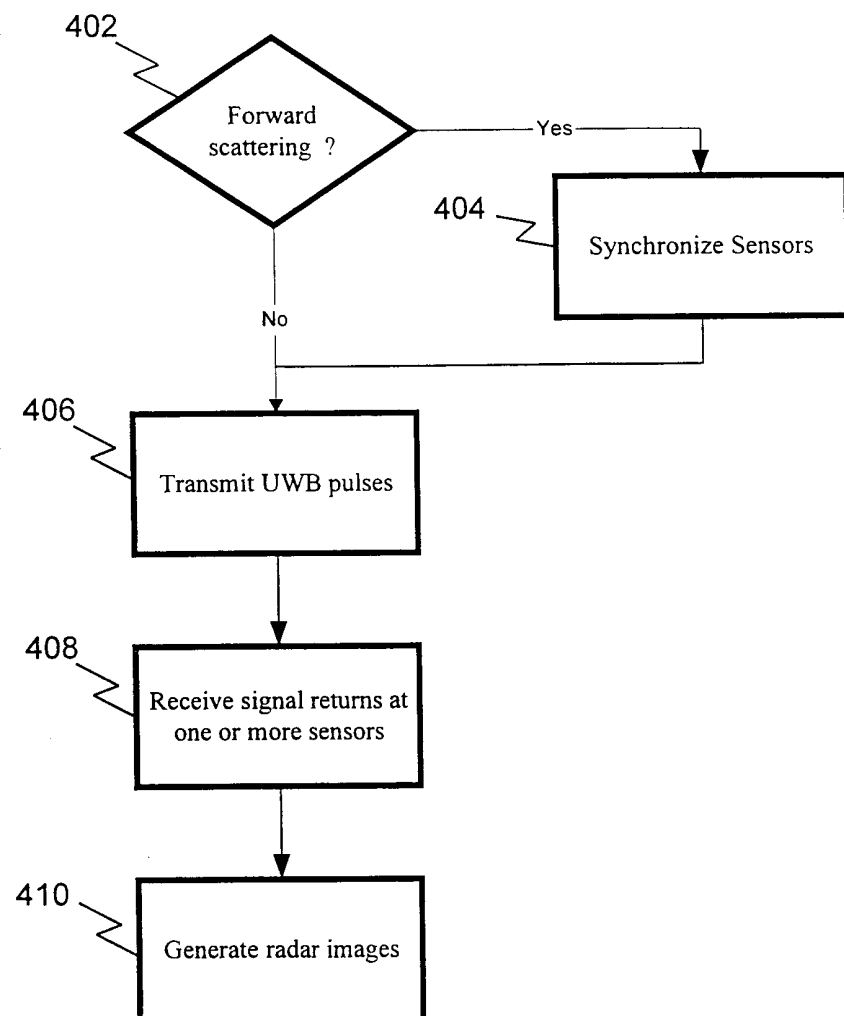 402
Forward
scattering ?
Yes
404
Synchronize Sensors
No
406
Transmit UWB pulses
408
Receive signal returns at
one or more sensors
410
Generate radar images